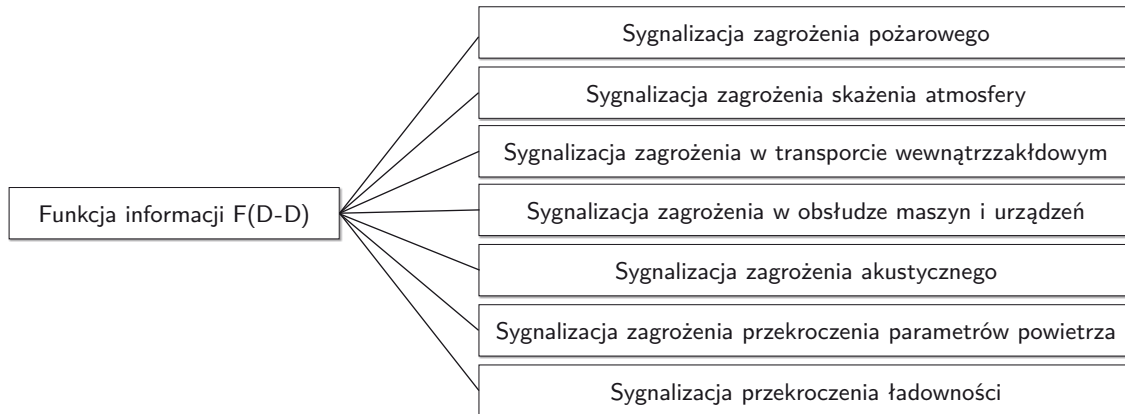 Sygnalizacja zagrożenia pożarowego
Sygnalizacja zagrożenia skażenia atmosfery
Sygnalizacja zagrożenia w transporcie wewnątrzzakłdowym
Funkcja informacji F(D-D)
Sygnalizacja zagrożenia w obsłudze maszyn i urządzeń
Sygnalizacja zagrożenia akustycznego
Sygnalizacja zagrożenia przekroczenia parametrów powietrza
Sygnalizacja przekroczenia ładowności